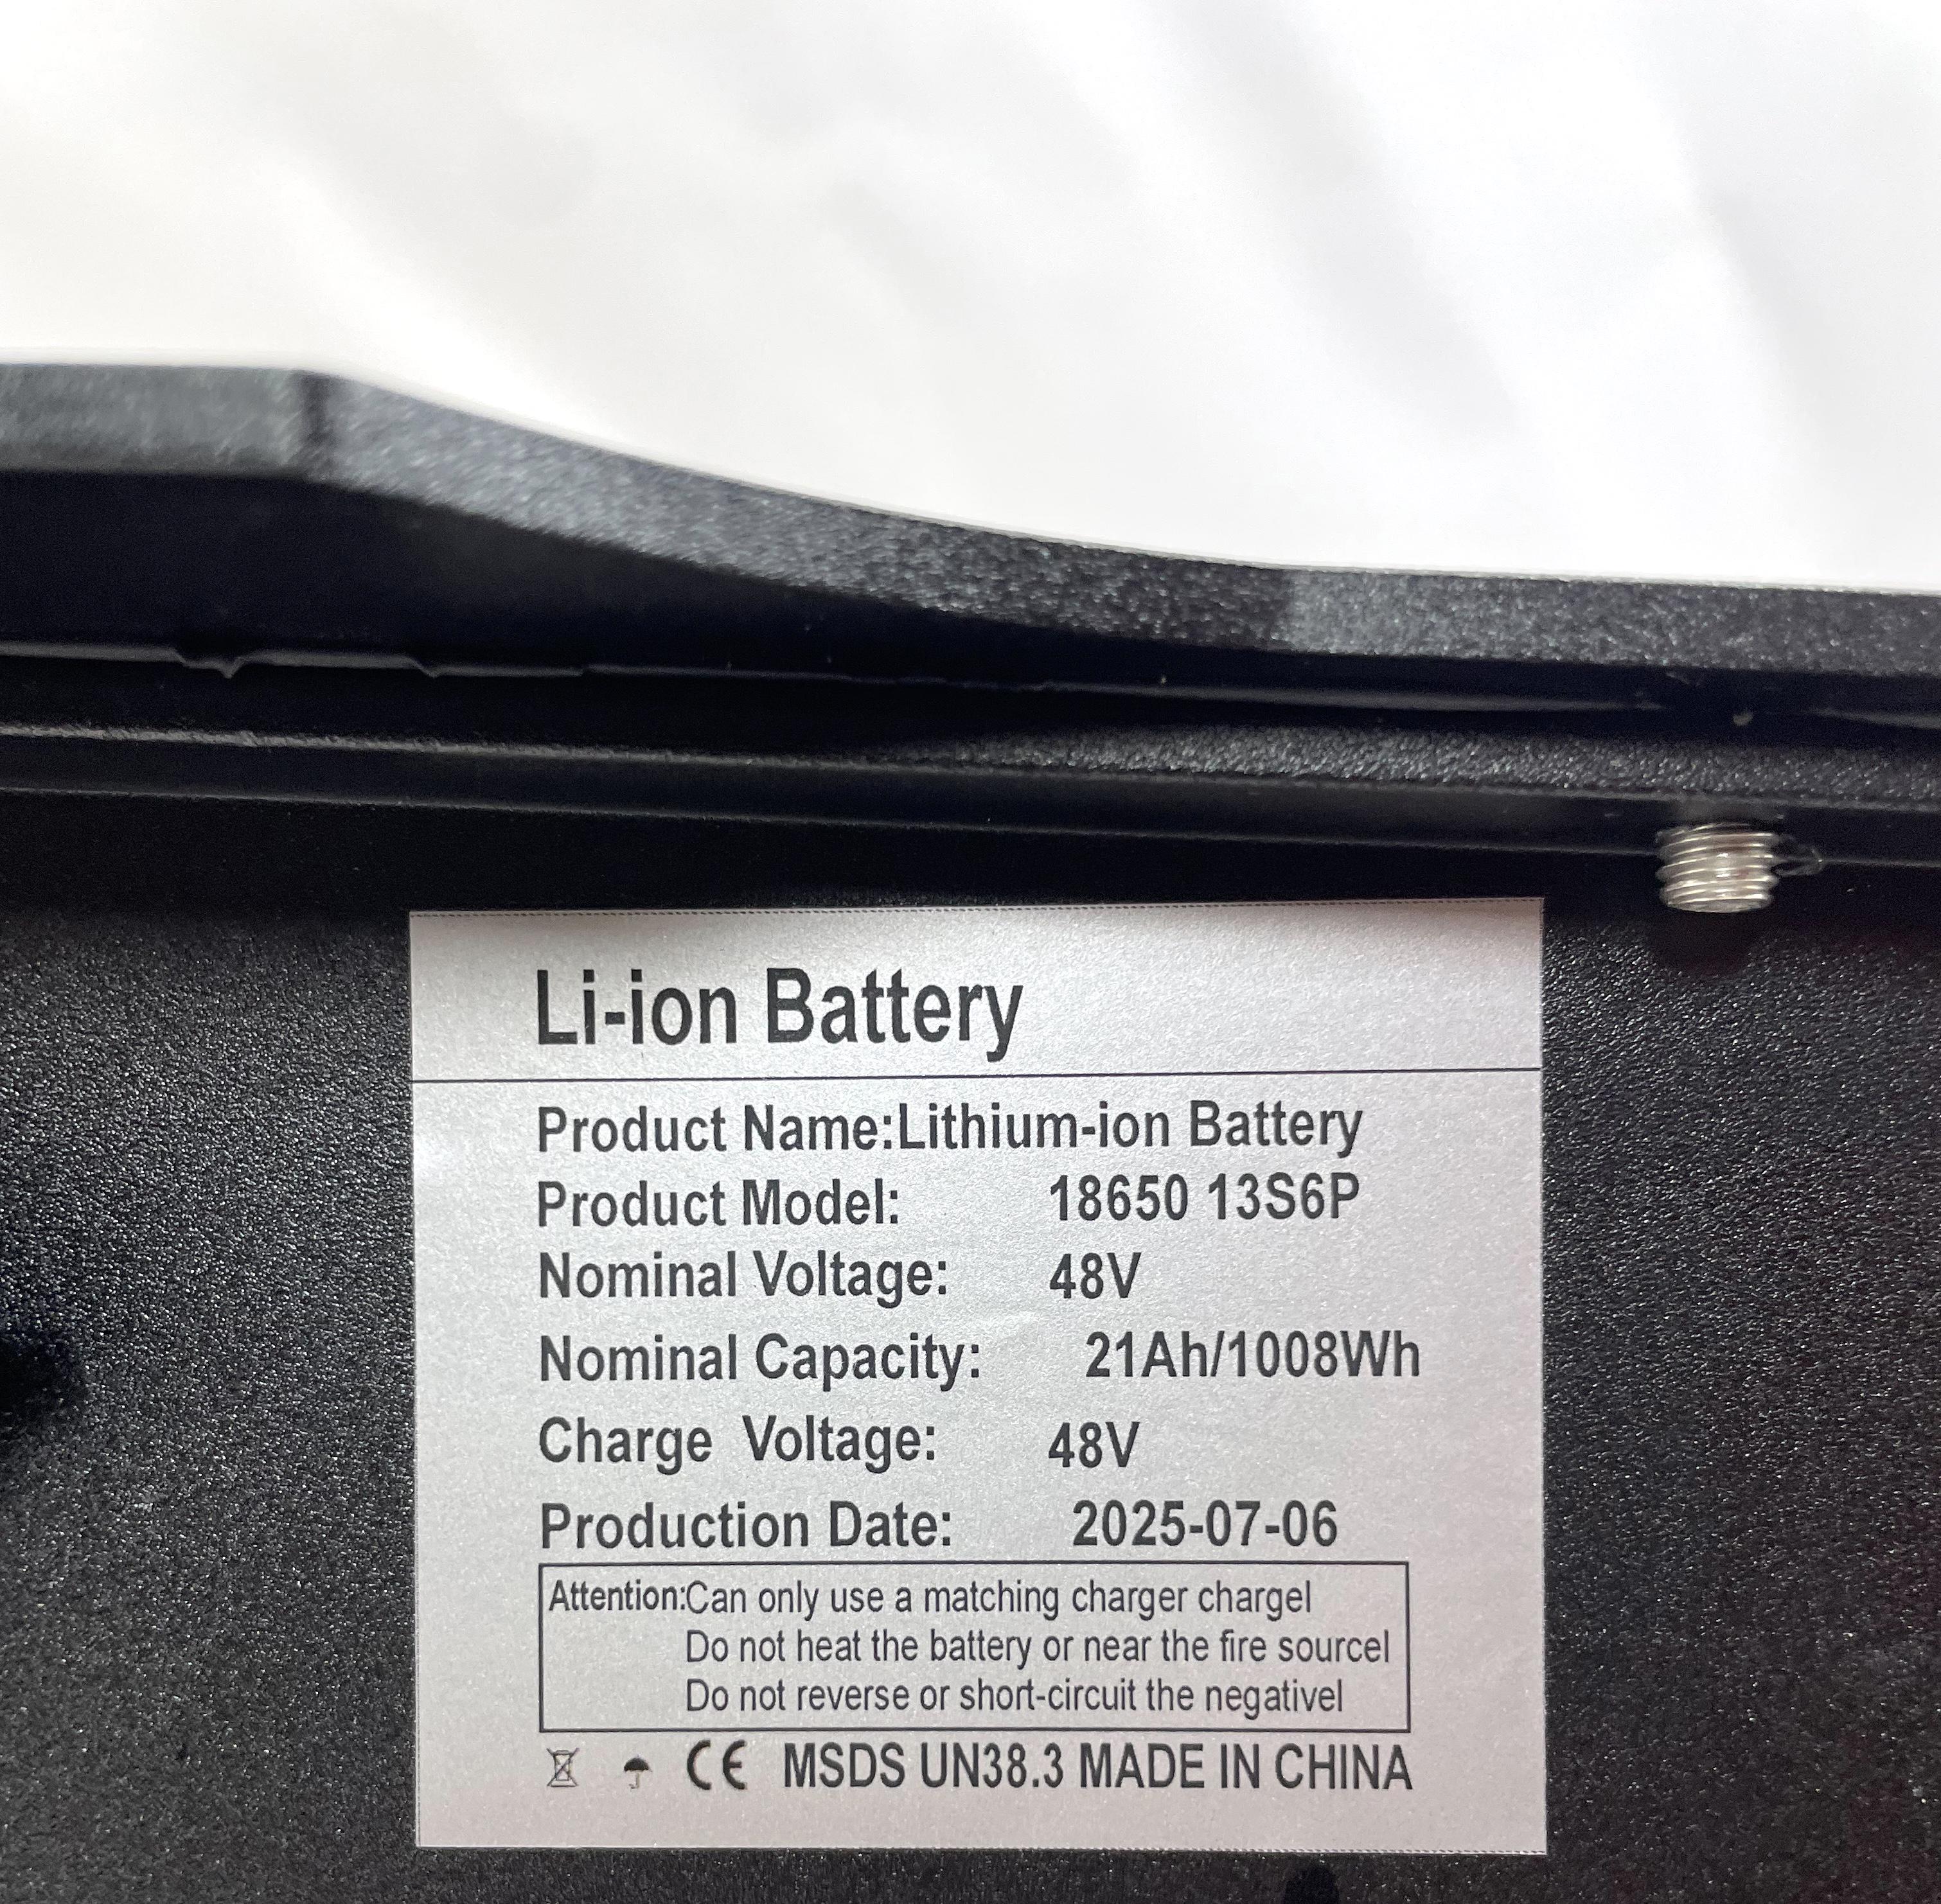 Li-ion Battery
Product Name:Lithium-ion Battery
Product Model: 18650 13S6P
Nominal Voltage: 48V
Nominal Capacity: 21Ah/1008Wh
Charge Voltage: 48V
Production Date: 2025-07-06
Attention:Can only use a matching charger chargel
Do not heat the battery or near the fire sourcel
Do not reverse or short-circuit the negativel
CE MSDS UN38.3 MADE IN CHINA